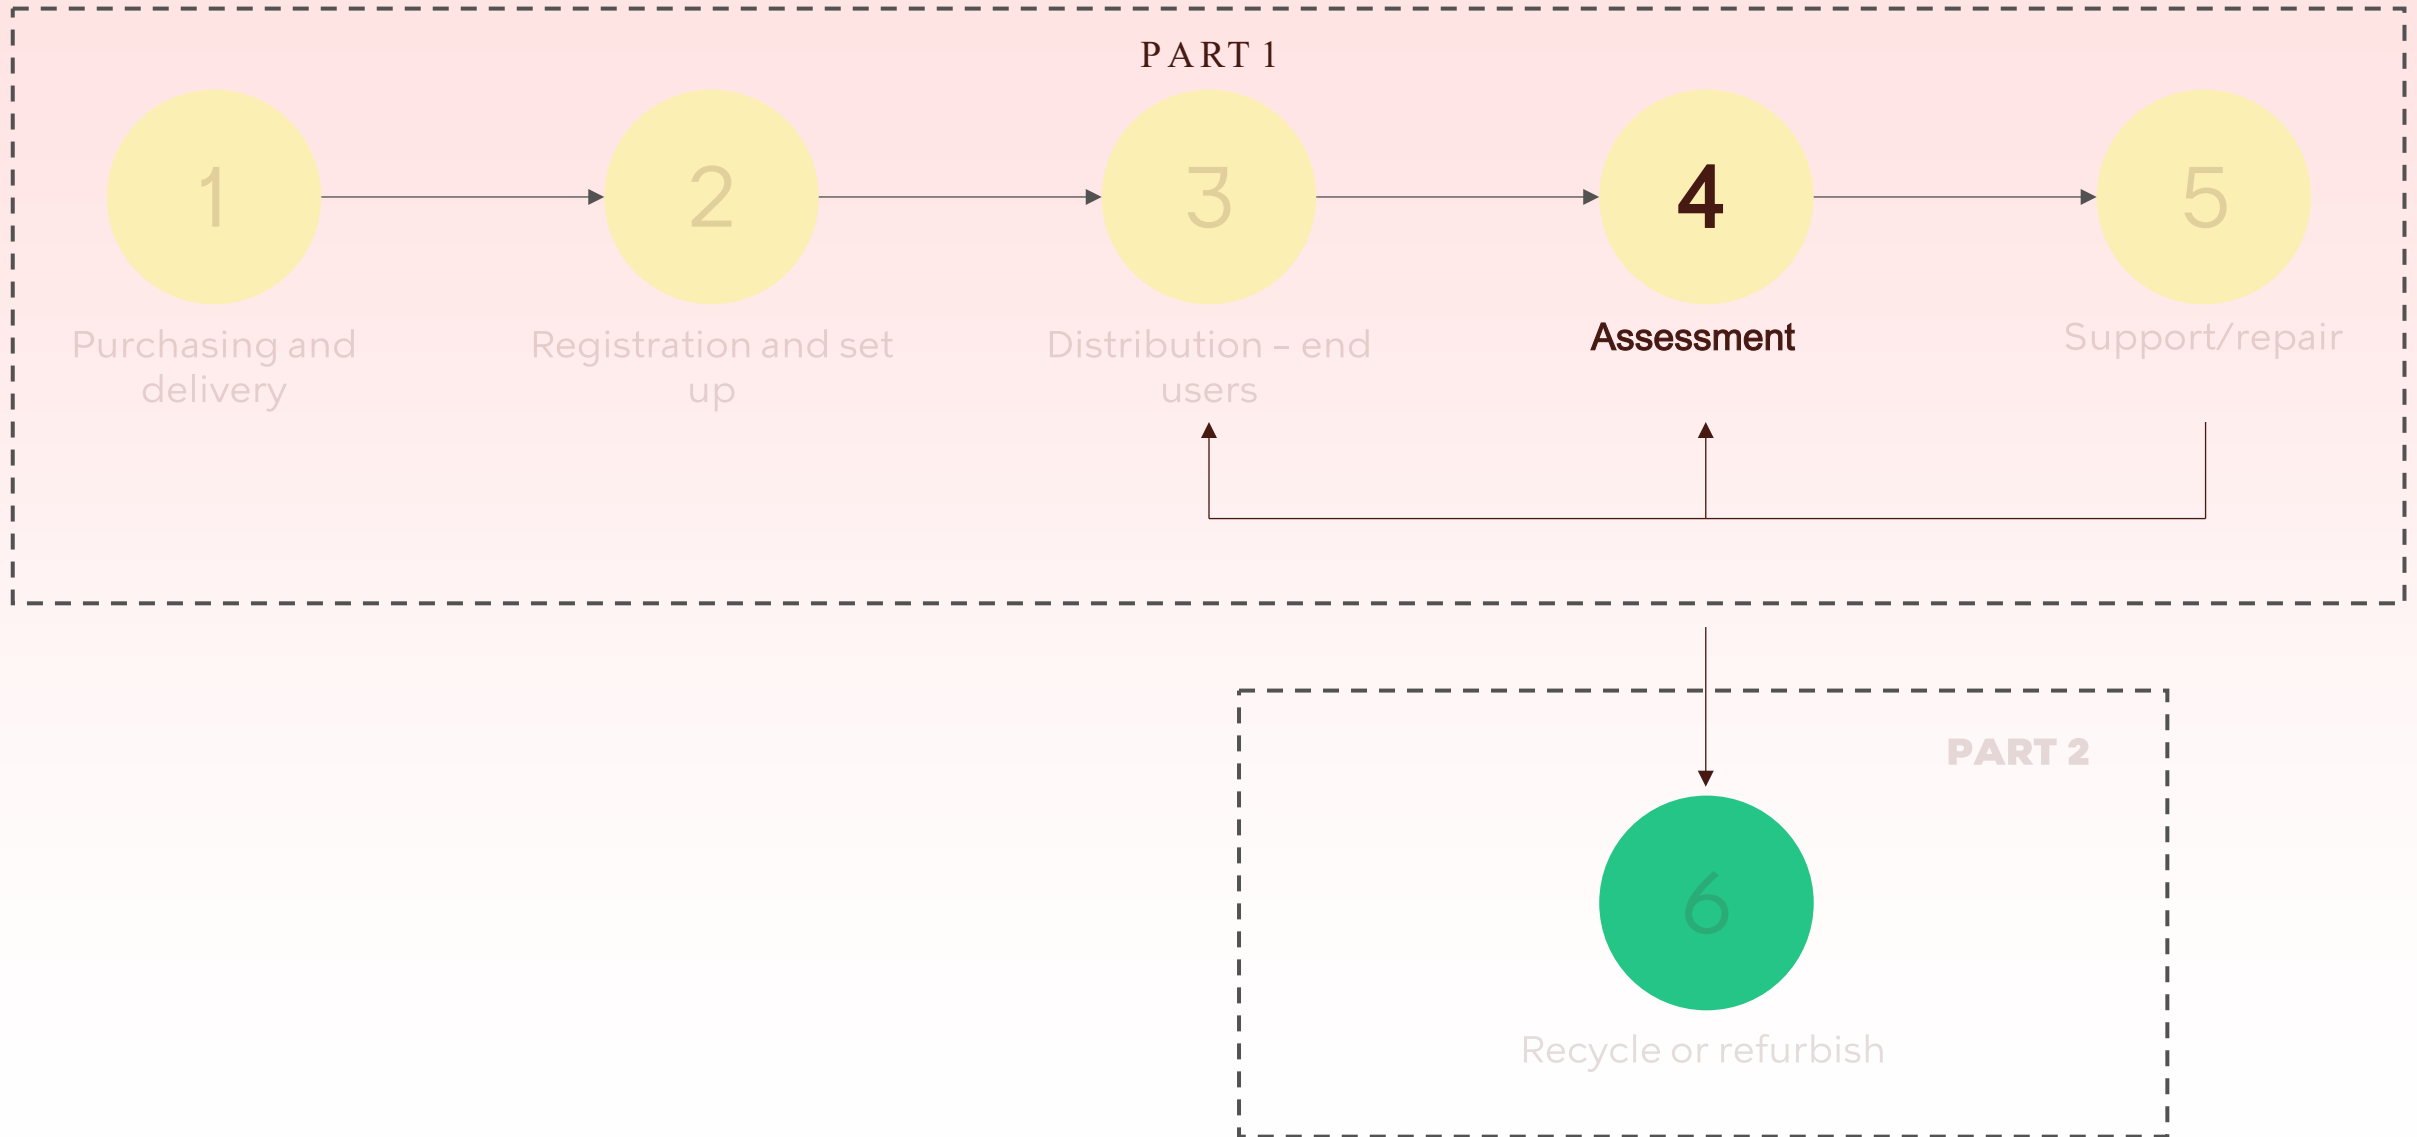 PART 1
1
2
3
4
5
Purchasing and
delivery
Registration and set
up
Distribution – end
users
Assessment
Support/repair
PART 2
6
Recycle or refurbish